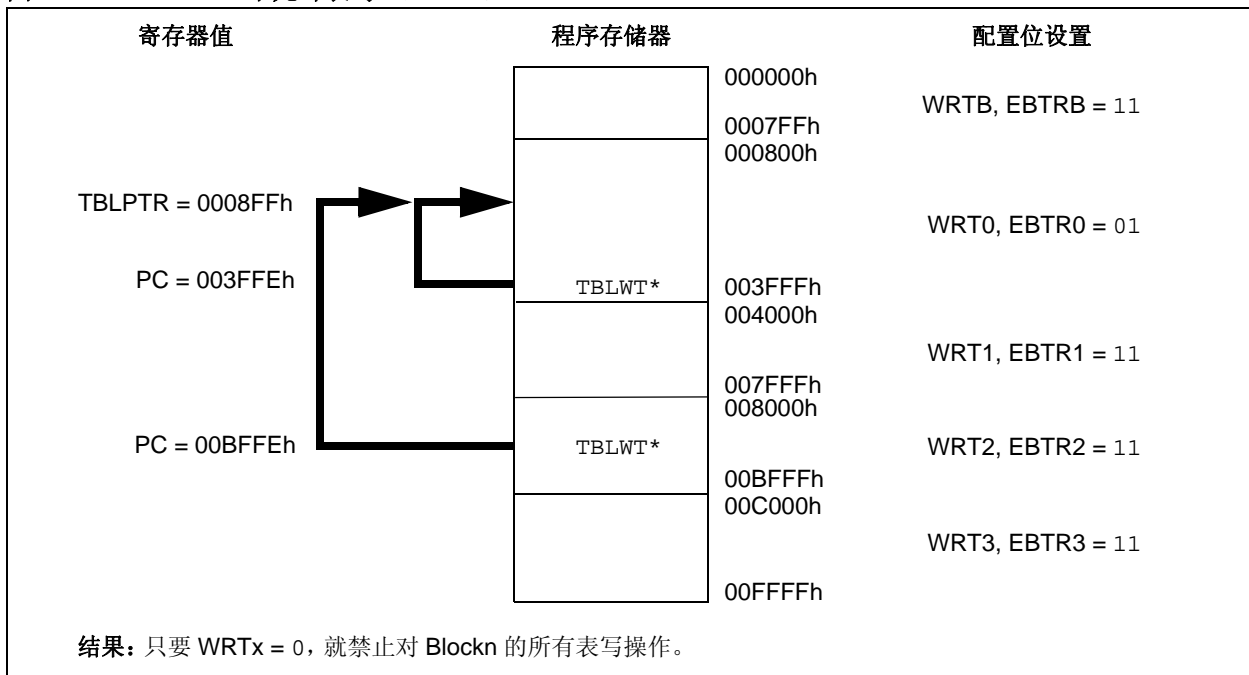 寄存器值 程序存储器 配置位设置
000000h
WRTB, EBTRB = 11
0007FFh
000800h
TBLPTR = 0008FFh
WRT0, EBTR0 = 01
PC = 003FFEh TBLWT* 003FFFh
004000h
WRT1, EBTR1 = 11
007FFFh
008000h
PC = 00BFFEh TBLWT* WRT2, EBTR2 = 11
00BFFFh
00C000h
WRT3, EBTR3 = 11
00FFFFh
结果：只要 WRTx = 0，就禁止对 Blockn 的所有表写操作。